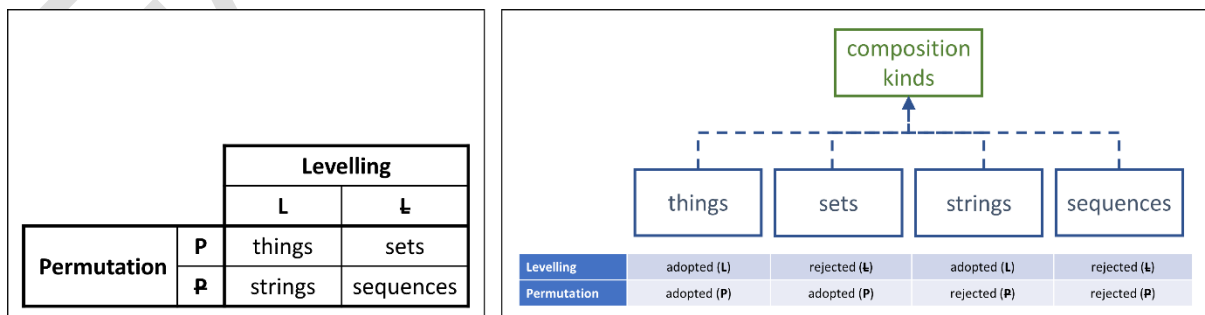 Levelling
L Ł
Permutation P things sets
P̶ strings sequences
composition
kinds
things sets strings sequences
Levelling adopted (L) rejected (Ł) adopted (L) rejected (Ł)
Permutation adopted (P) adopted (P) rejected (P̶) rejected (P̶)